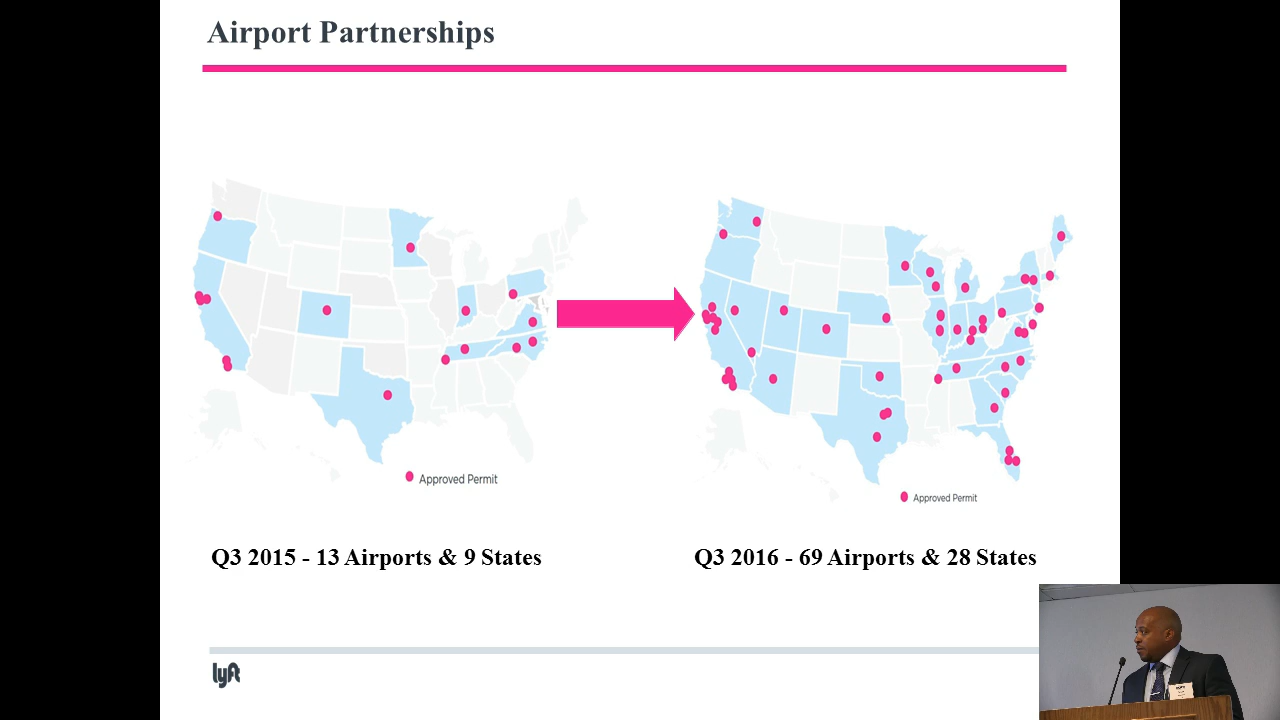 Airport Partnerships
Approved Permit
Approved Permit
Q3 2015 - 13 Airports & 9 States
Q3 2016 - 69 Airports & 28 States
lyft